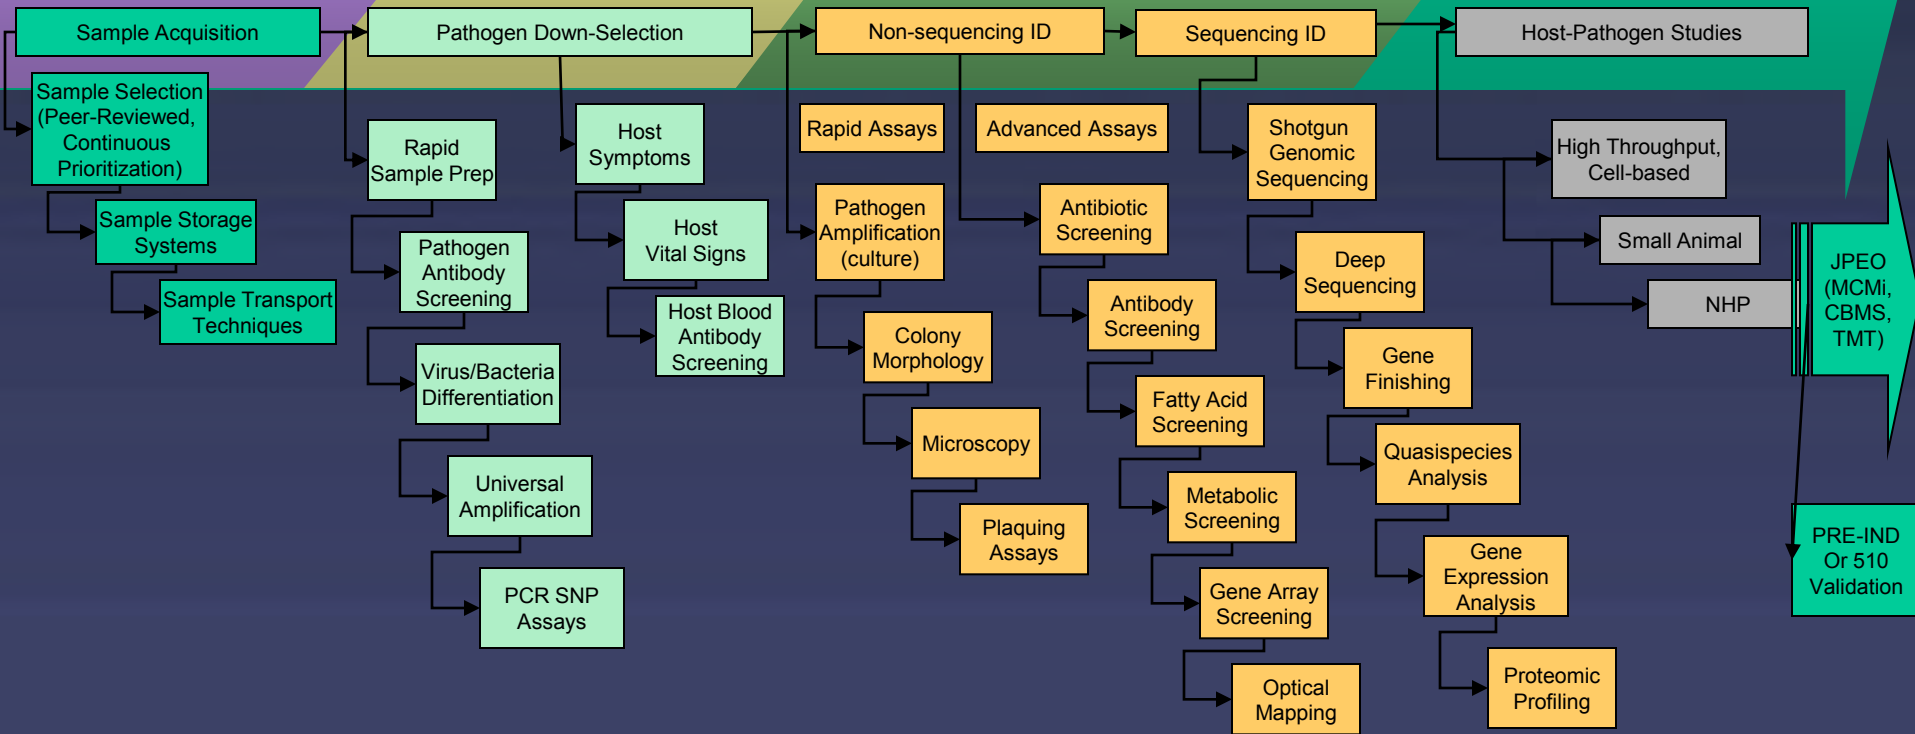 Sample Acquisition
Pathogen Down-Selection
Non-sequencing ID
Sequencing ID
Host-Pathogen Studies
Sample Selection
(Peer-Reviewed,
Continuous
Prioritization)
Sample Storage
Systems
Sample Transport
Techniques
Rapid
Sample Prep
Pathogen
Antibody
Screening
Virus/Bacteria
Differentiation
Universal
Amplification
PCR SNP
Assays
Host
Symptoms
Host
Vital Signs
Host Blood
Antibody
Screening
Rapid Assays
Pathogen
Amplification
(culture)
Colony
Morphology
Microscopy
Plaquing
Assays
Advanced Assays
Antibiotic
Screening
Antibody
Screening
Fatty Acid
Screening
Metabolic
Screening
Gene Array
Screening
Optical
Mapping
Shotgun
Genomic
Sequencing
Deep
Sequencing
Gene
Finishing
Quasispecies
Analysis
Gene
Expression
Analysis
Proteomic
Profiling
High Throughput,
Cell-based
Small Animal
NHP
JPEO
(MCMi,
CBMS,
TMT)
PRE-IND
Or 510
Validation